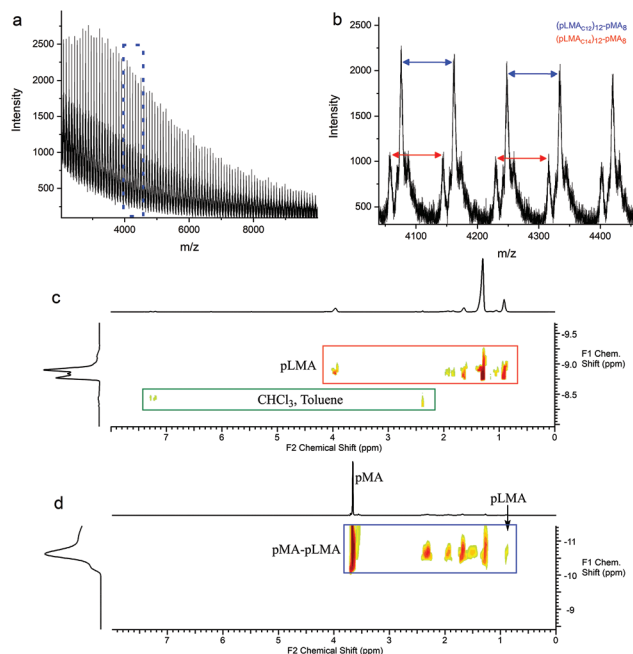 a
2500
2000
1500
1000
500
Intensity
4000
6000
8000
m/z
b
(pLMAC12)12-pMA8
(pLMAC14)12-pMA8
2500
2000
1500
1000
500
Intensity
4100
4200
4300
4400
m/z
c
pLMA
CHCl3, Toluene
-9.5
-9.0
-8.5
F1 Chem.
Shift (ppm)
7
6
5
4
3
2
1
0
F2 Chemical Shift (ppm)
d
pMA
pLMA
pMA-pLMA
-11
-10
-9
F1 Chem.
Shift (ppm)
7
6
5
4
3
2
1
0
F2 Chemical Shift (ppm)